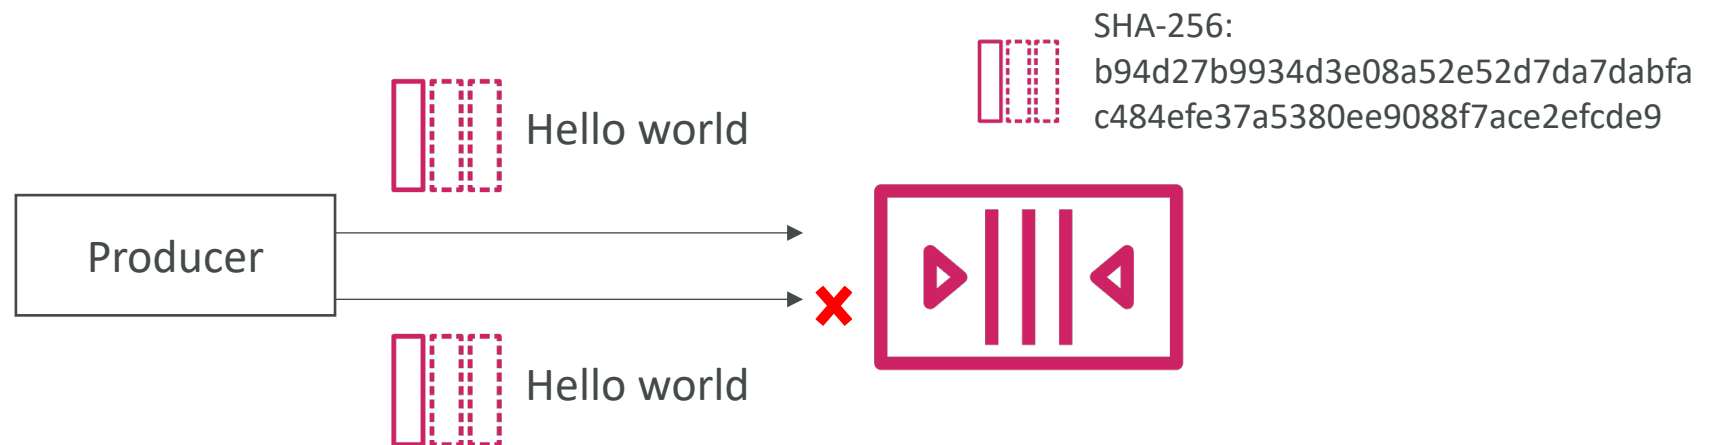 SHA-256:
b94d27b9934d3e08a52e52d7da7dabfa
c484efe37a5380ee9088f7ace2efcde9
Hello world
Producer
Hello world